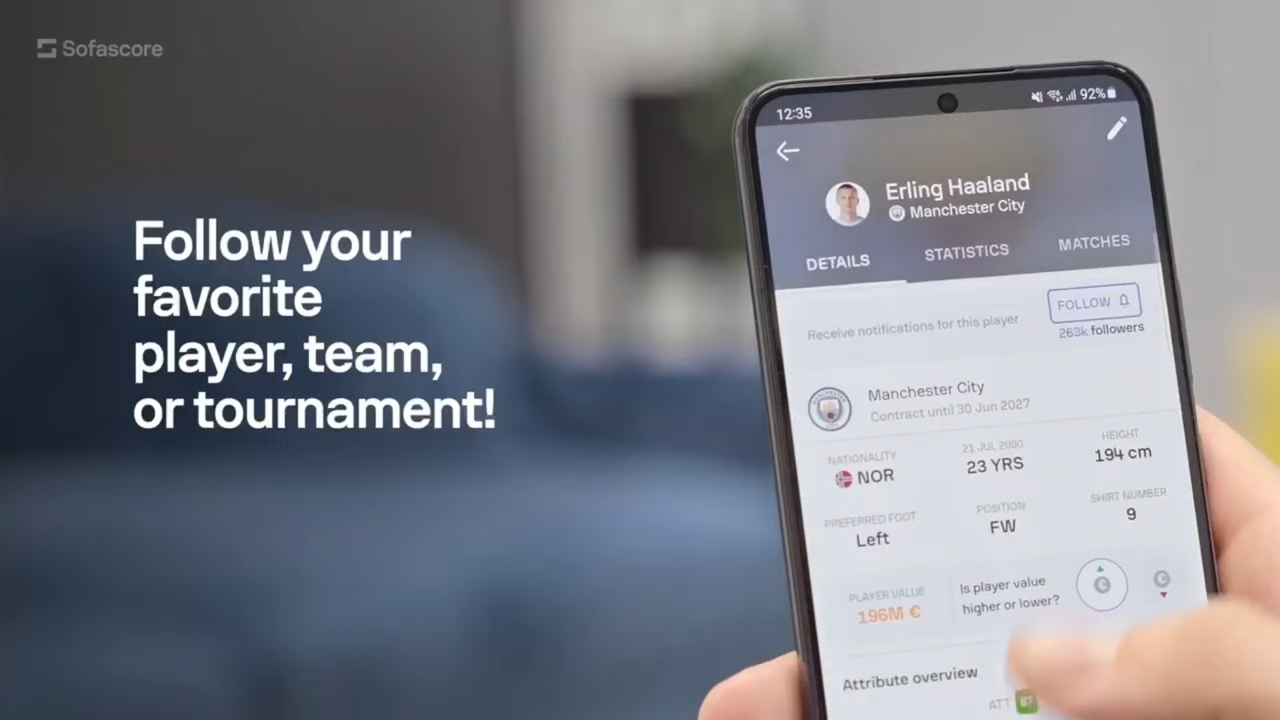 Sofascore
Follow your
favorite
player, team,
or tournament!
12:35
92%
Erling Haaland
Manchester City
DETAILS
STATISTICS
MATCHES
Receive notifications for this player
FOLLOW
263k followers
Manchester City
Contract until 30 Jun 2027
NATIONALITY
NOR
21 JUL 2000
23 YRS
HEIGHT
194 cm
PREFERRED FOOT
Left
POSITION
FW
SHIRT NUMBER
9
PLAYER VALUE
196M €
Is player value
higher or lower?
€
€
Attribute overview
ATT 87